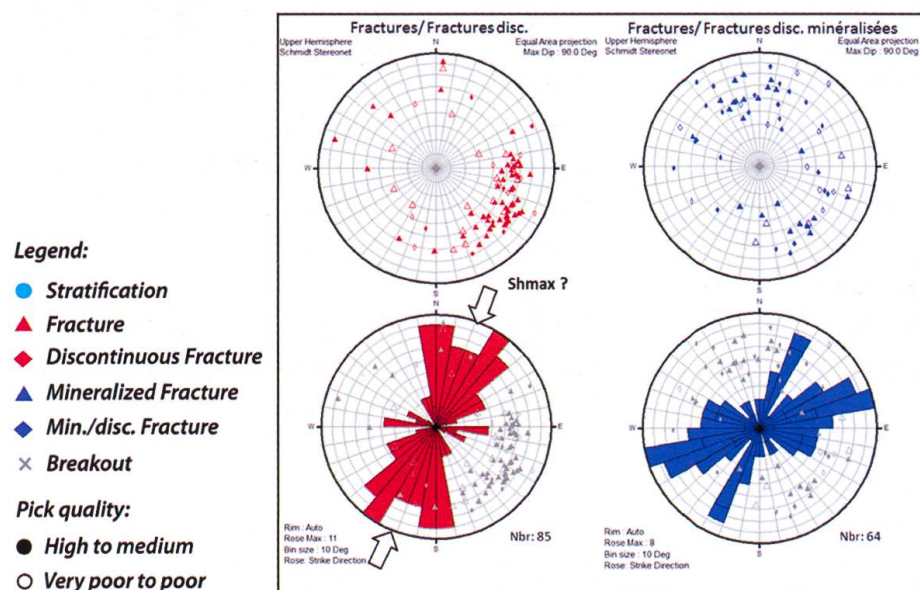 Legend:
Stratification
Fracture
Discontinuous Fracture
Mineralized Fracture
Min./disc. Fracture
Breakout
Pick quality:
High to medium
Very poor to poor
Fractures/ Fractures disc.
Upper Hemisphere
Schmidt Stereonet
N
Equal Area projection
Max Dip : 90.0 Deg
W
E
S
Fractures/ Fractures disc. minéralisées
Upper Hemisphere
Schmidt Stereonet
N
Equal Area projection
Max Dip : 90.0 Deg
W
E
S
Shmax ?
N
W
E
S
Rim : Auto
Rose Max : 11
Bin size : 10 Deg
Rose: Strike Direction
Nbr: 85
N
W
E
S
Rim : Auto
Rose Max : 8
Bin size : 10 Deg
Rose: Strike Direction
Nbr: 64